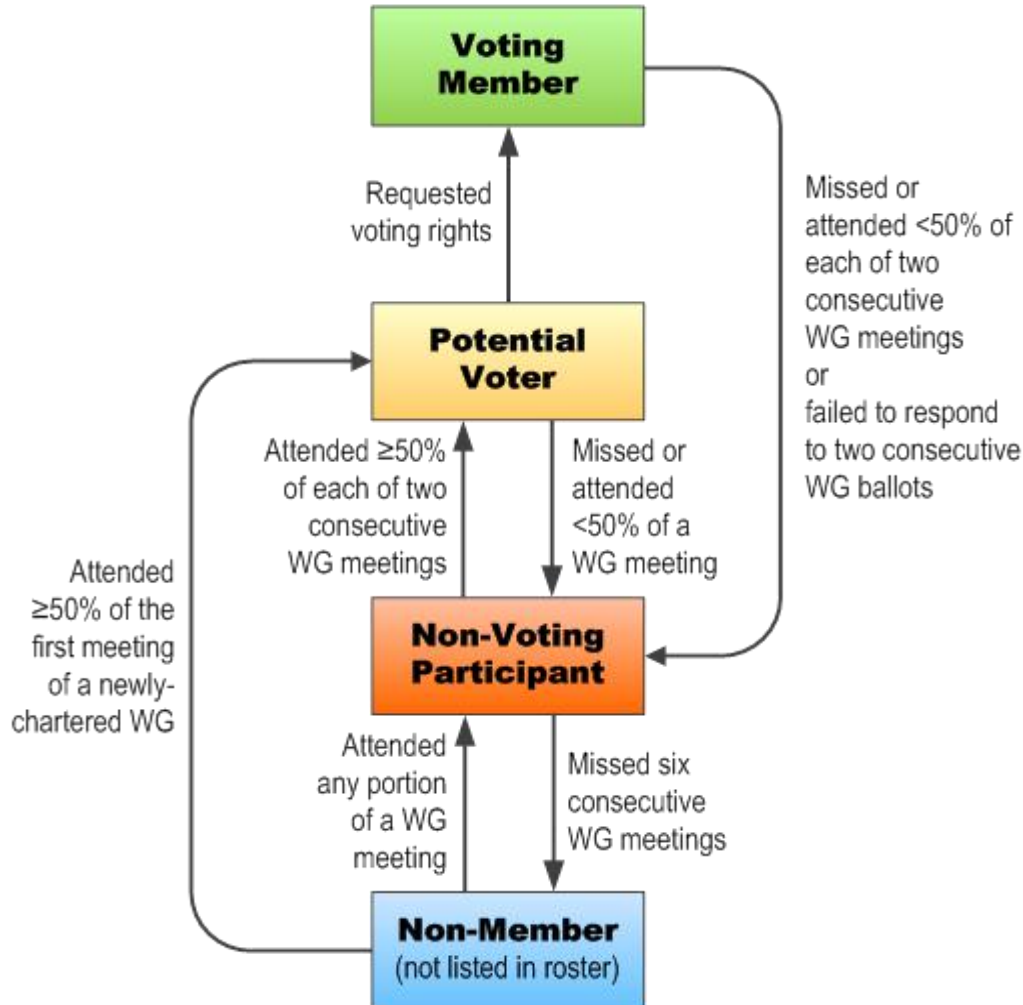 Voting
Member
Requested
voting rights
Missed or
attended <50% of
each of two
consecutive
WG meetings
or
failed to respond
to two consecutive
WG ballots
Potential
Voter
Attended ≥50%
of each of two
consecutive
WG meetings
Missed or
attended
<50% of a
WG meeting
Attended
≥50% of the
first meeting
of a newly-
chartered WG
Non-Voting
Participant
Attended
any portion
of a WG
meeting
Missed six
consecutive
WG meetings
Non-Member
(not listed in roster)